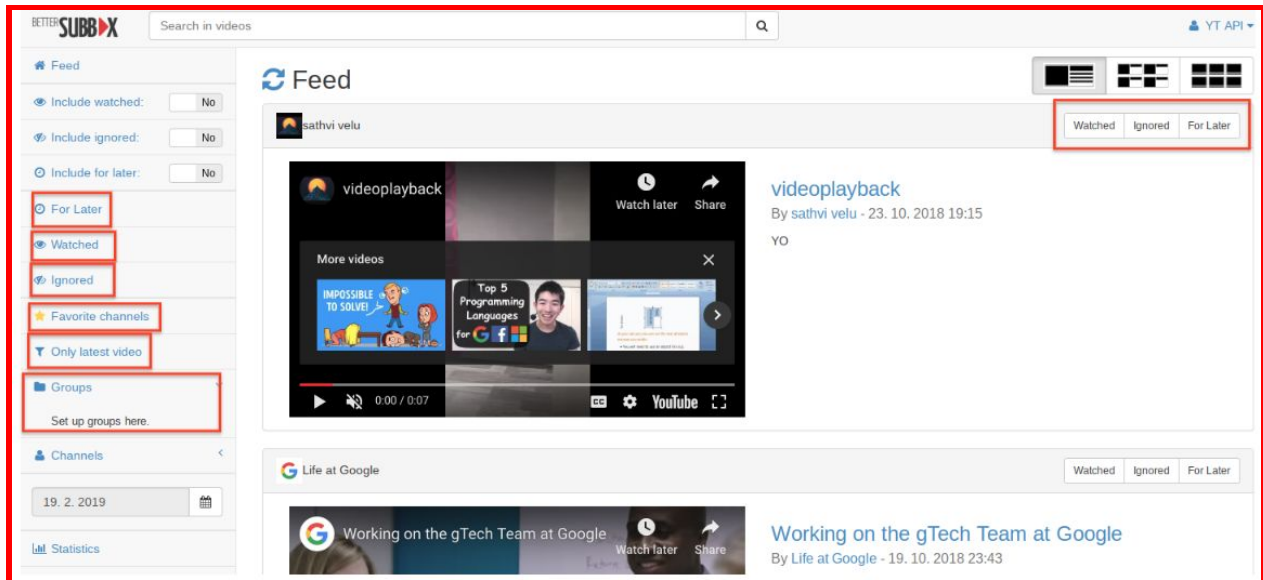 BETTER SUBBOX
Search in videos
YT API
Feed
Include watched: No
Include ignored: No
Include for later: No
For Later
Watched
Ignored
Favorite channels
Only latest video
Groups
Set up groups here.
Channels
19. 2. 2019
Statistics
Feed
sathvi velu
Watched Ignored For Later
videoplayback
Watch later Share
More videos
IMPOSSIBLE
TO SOLVE!
Top 5
Programming
Languages
for G f
0:00 / 0:07
CC
YouTube
videoplayback
By sathvi velu - 23. 10. 2018 19:15
YO
Life at Google
Watched Ignored For Later
Working on the gTech Team at Google
Watch later Share
Working on the gTech Team at Google
By Life at Google - 19. 10. 2018 23:43